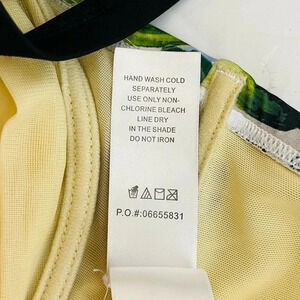 HAND WASH COLD
SEPARATELY
USE ONLY NON-
CHLORINE BLEACH
LINE DRY
IN THE SHADE
DO NOT IRON
P.O.#:06655831